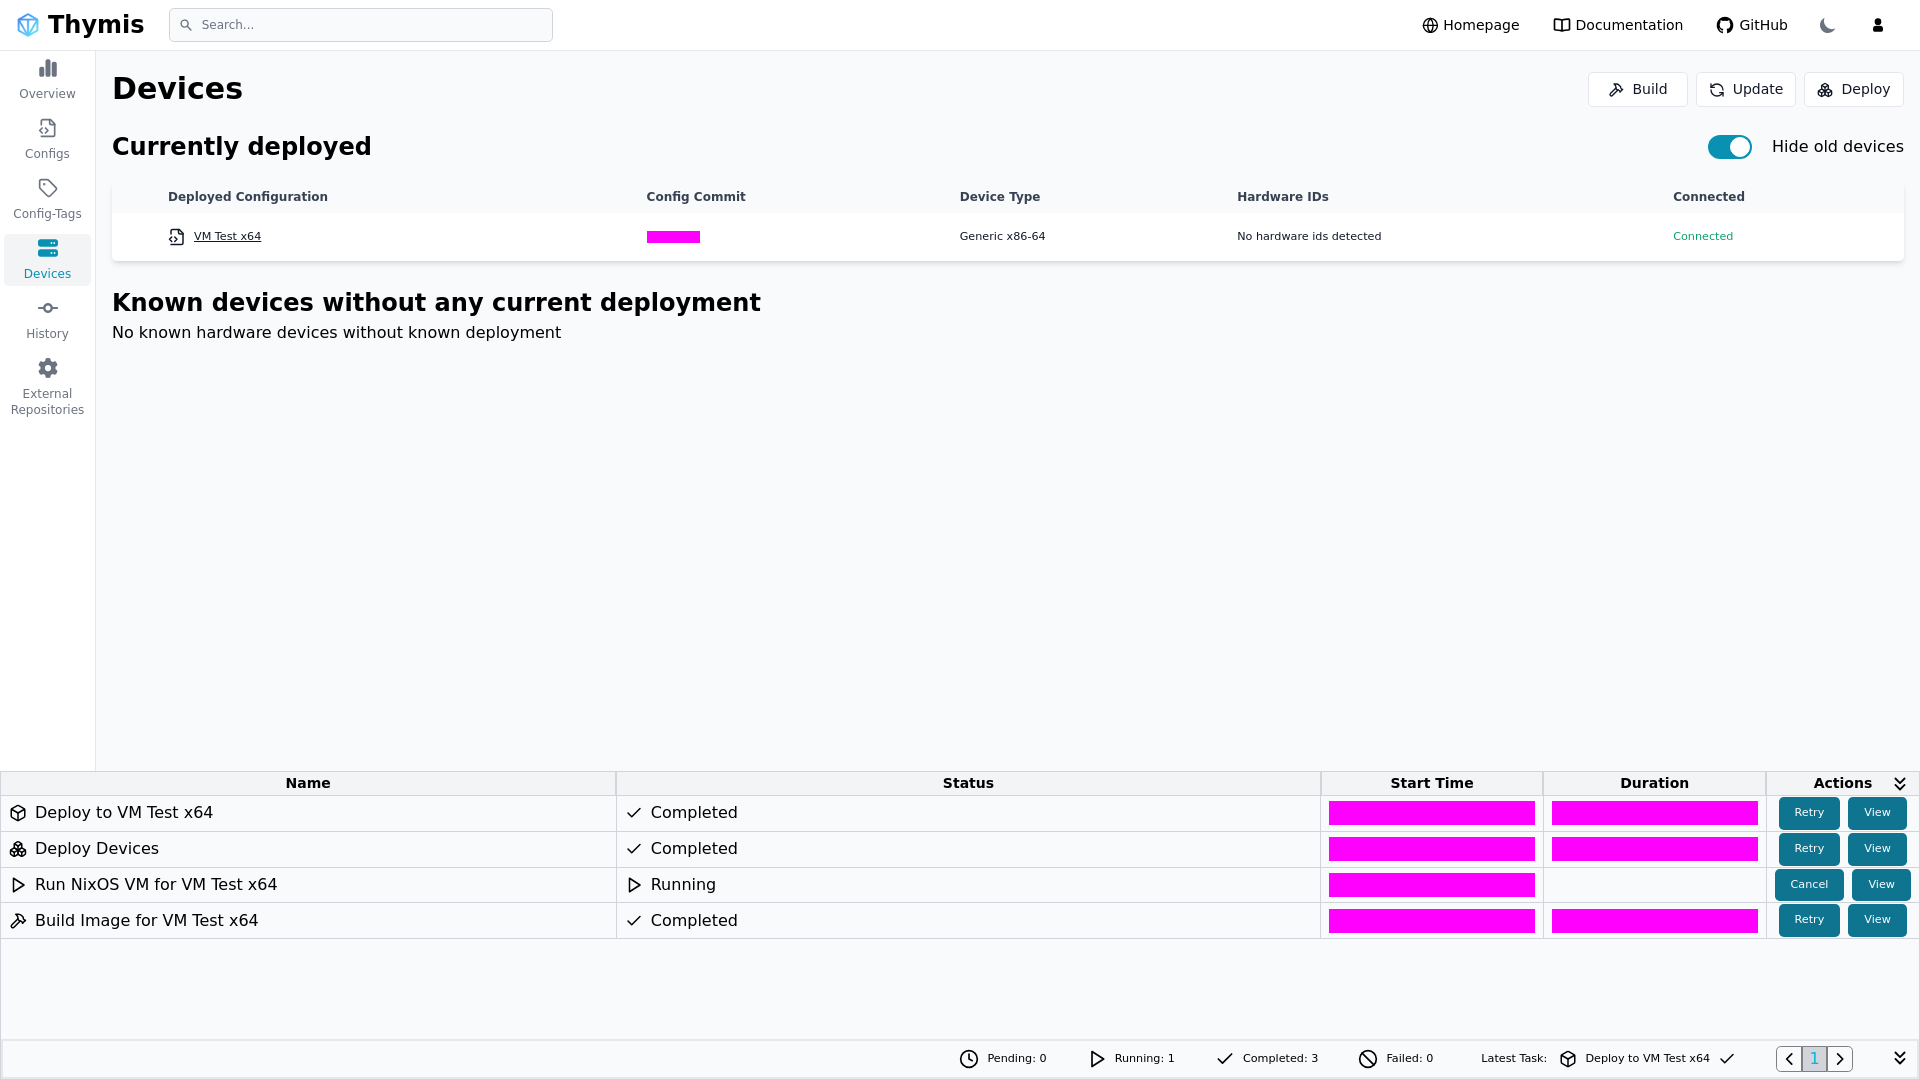 Thymis
Search...
Homepage
Documentation
GitHub
Overview
Configs
Config-Tags
Devices
History
External
Repositories
Devices
Build
Update
Deploy
Currently deployed
Hide old devices
Deployed Configuration Config Commit Device Type Hardware IDs Connected
VM Test x64 Generic x86-64 No hardware ids detected Connected
Known devices without any current deployment
No known hardware devices without known deployment
Name Status Start Time Duration Actions
Deploy to VM Test x64 Completed Retry View
Deploy Devices Completed Retry View
Run NixOS VM for VM Test x64 Running Cancel View
Build Image for VM Test x64 Completed Retry View
Pending: 0 Running: 1 Completed: 3 Failed: 0 Latest Task: Deploy to VM Test x64 1